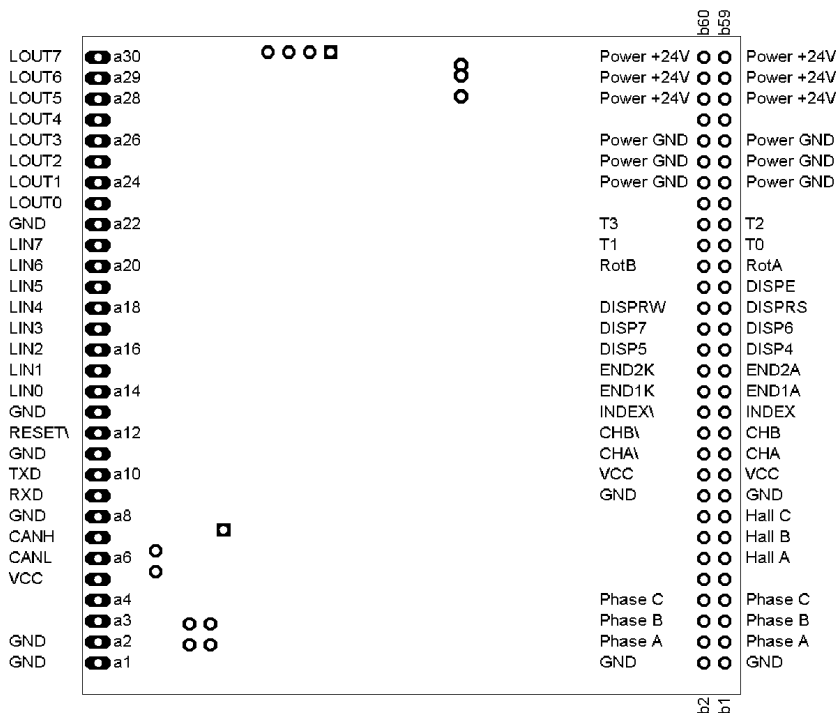 b60 b59
LOUT7 a30 Power +24V Power +24V
LOUT6 a29 Power +24V Power +24V
LOUT5 a28 Power +24V Power +24V
LOUT4
LOUT3 a26 Power GND Power GND
LOUT2 Power GND Power GND
LOUT1 a24 Power GND Power GND
LOUT0
GND a22 T3 T2
LIN7 T1 T0
LIN6 a20 RotB RotA
LIN5 DISPE
LIN4 a18 DISPRW DISPRS
LIN3 DISP7 DISP6
LIN2 a16 DISP5 DISP4
LIN1 END2K END2A
LIN0 a14 END1K END1A
GND INDEX\ INDEX
RESET\ a12 CHB\ CHB
GND CHA\ CHA
TXD a10 VCC VCC
RXD GND GND
GND a8 Hall C
CANH Hall B
CANL a6 Hall A
VCC
a4 Phase C Phase C
a3 Phase B Phase B
GND a2 Phase A Phase A
GND a1 GND GND
b2 b1